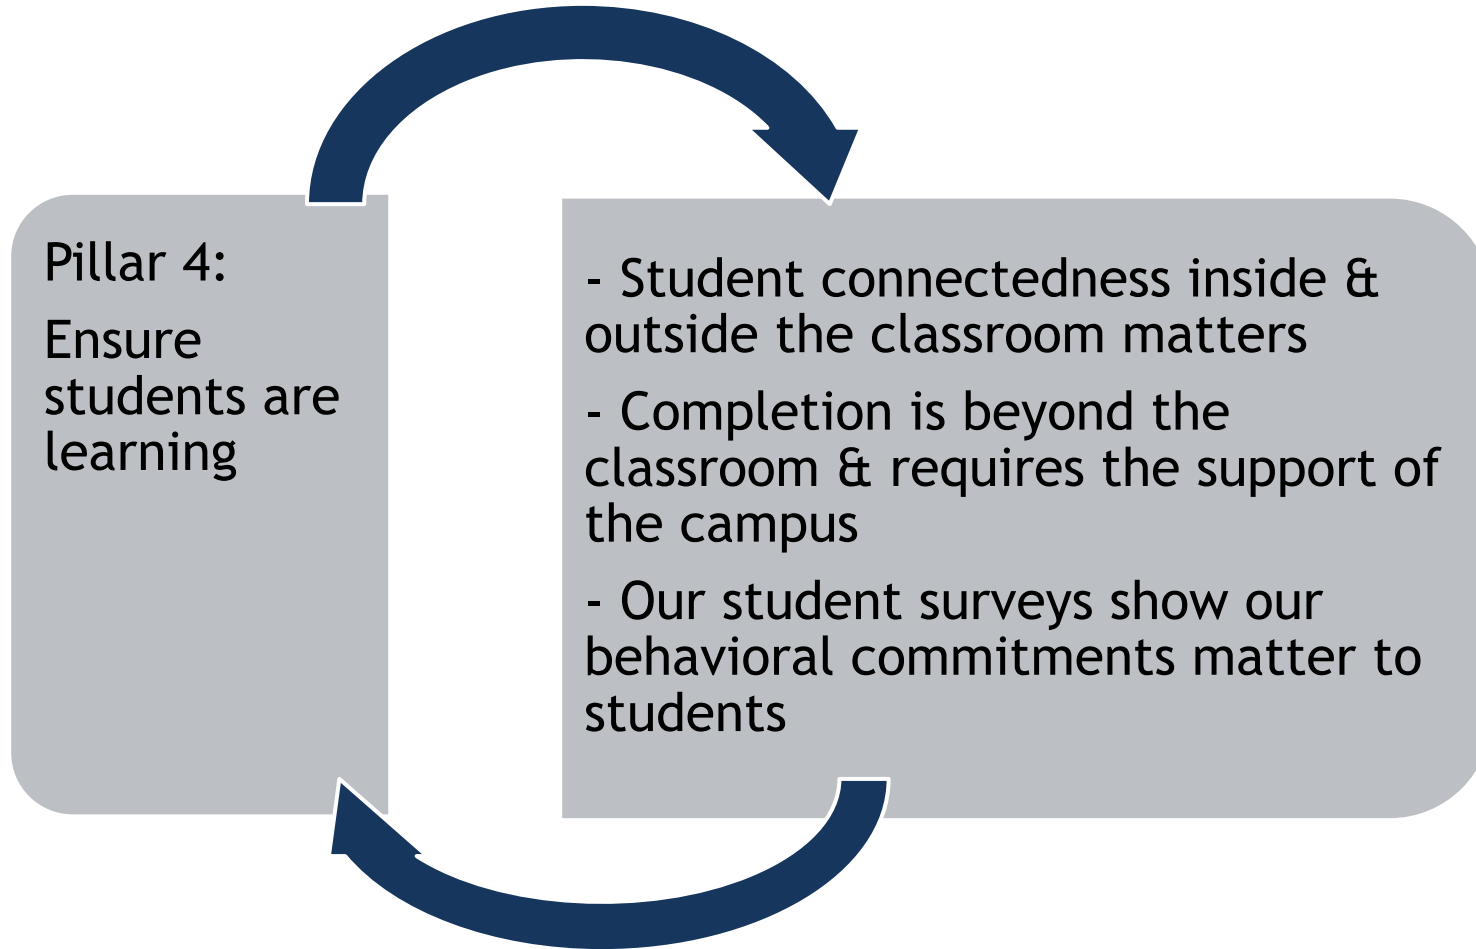 Pillar 4:
Ensure
students are
learning
- Student connectedness inside &
outside the classroom matters
- Completion is beyond the
classroom & requires the support of
the campus
- Our student surveys show our
behavioral commitments matter to
students